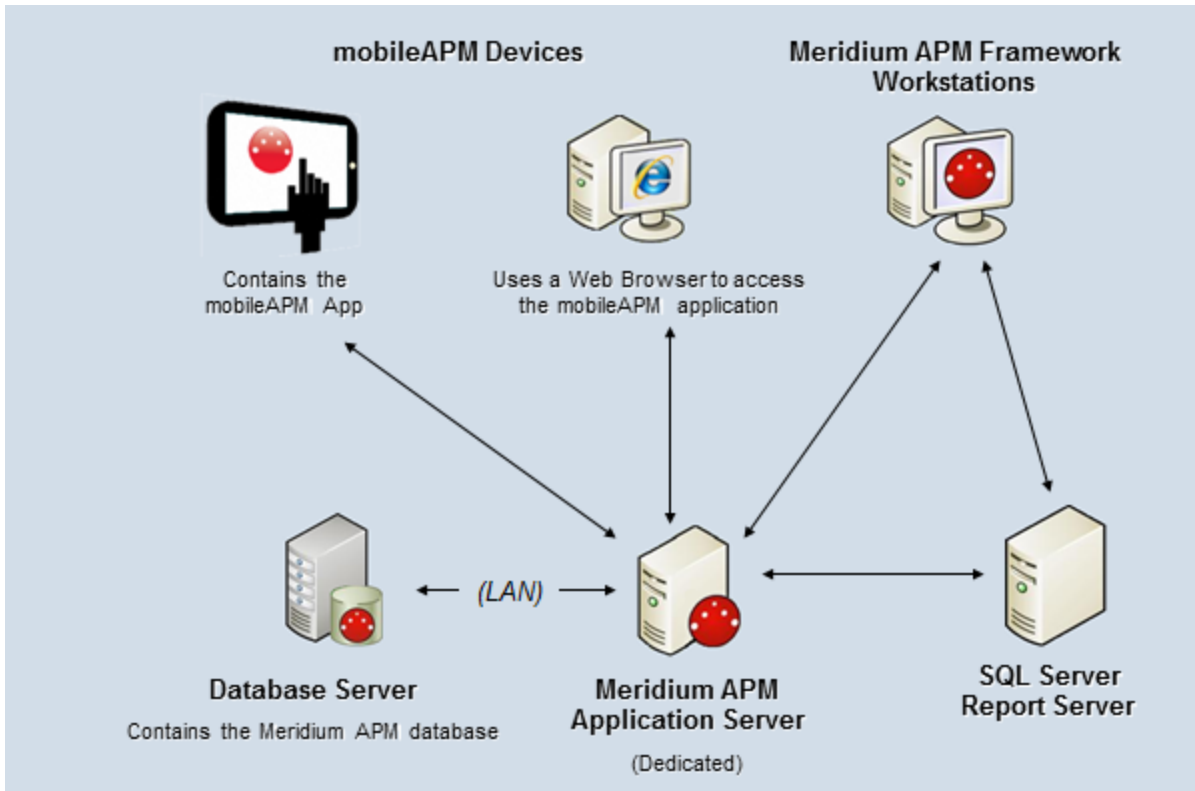 mobileAPM Devices
Meridium APM Framework
Workstations
Contains the
mobileAPM App
Uses a Web Browser to access
the mobileAPM application
(LAN)
Database Server
Contains the Meridium APM database
Meridium APM
Application Server
(Dedicated)
SQL Server
Report Server